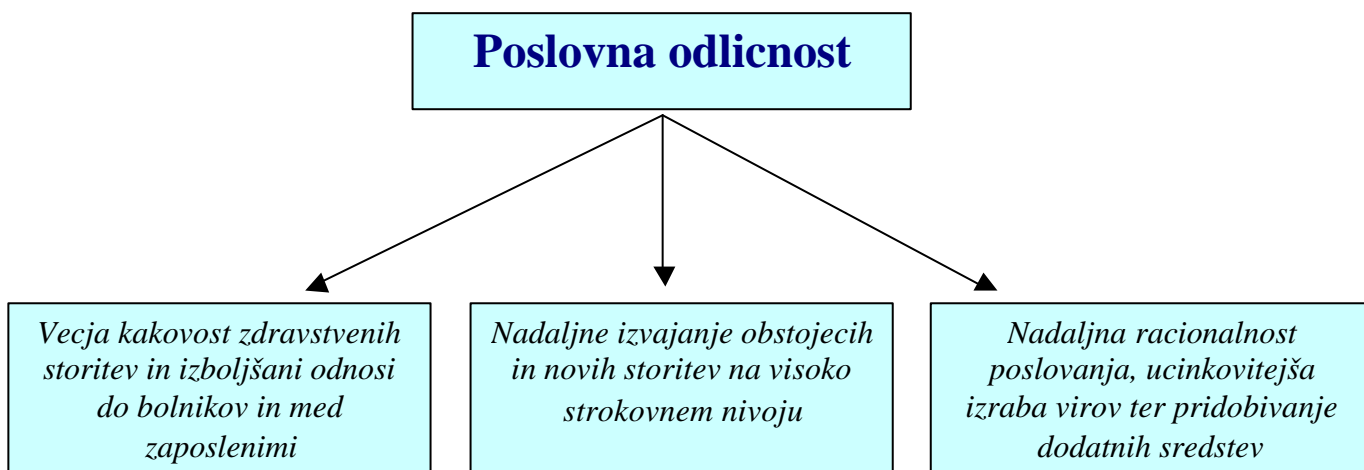 Poslovna odlicnost
Vecja kakovost zdravstvenih
storitev in izboljšani odnosi
do bolnikov in med
zaposlenimi
Nadaljne izvajanje obstojecih
in novih storitev na visoko
strokovnem nivoju
Nadaljna racionalnost
poslovanja, ucinkovitejša
izraba virov ter pridobivanje
dodatnih sredstev